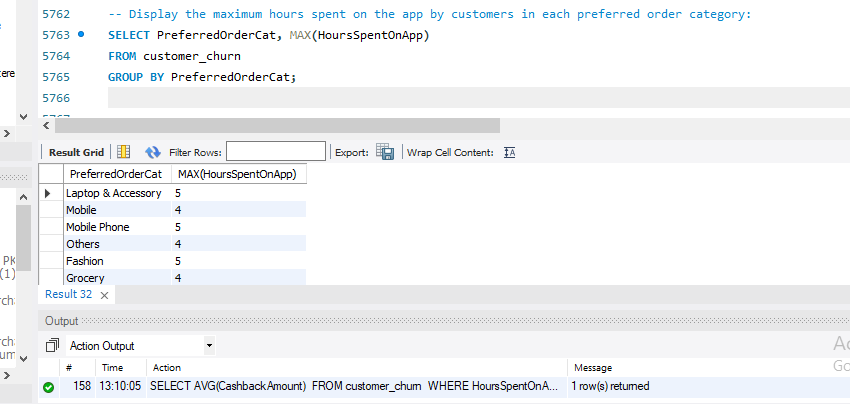 5762 -- Display the maximum hours spent on the app by customers in each preferred order category:
5763 SELECT PreferredOrderCat, MAX(HoursSpentOnApp)
5764 FROM customer_churn
5765 GROUP BY PreferredOrderCat;
5766
tere
Result Grid Filter Rows: Export: Wrap Cell Content:
PreferredOrderCat MAX(HoursSpentOnApp)
Laptop & Accessory 5
Mobile 4
Mobile Phone 5
Others 4
Fashion 5
Grocery 4
PK
(1)
Result 32
Output
Action Output
# Time Action Message
158 13:10:05 SELECT AVG(CashbackAmount) FROM customer_churn WHERE HoursSpentOnA... 1 row(s) returned